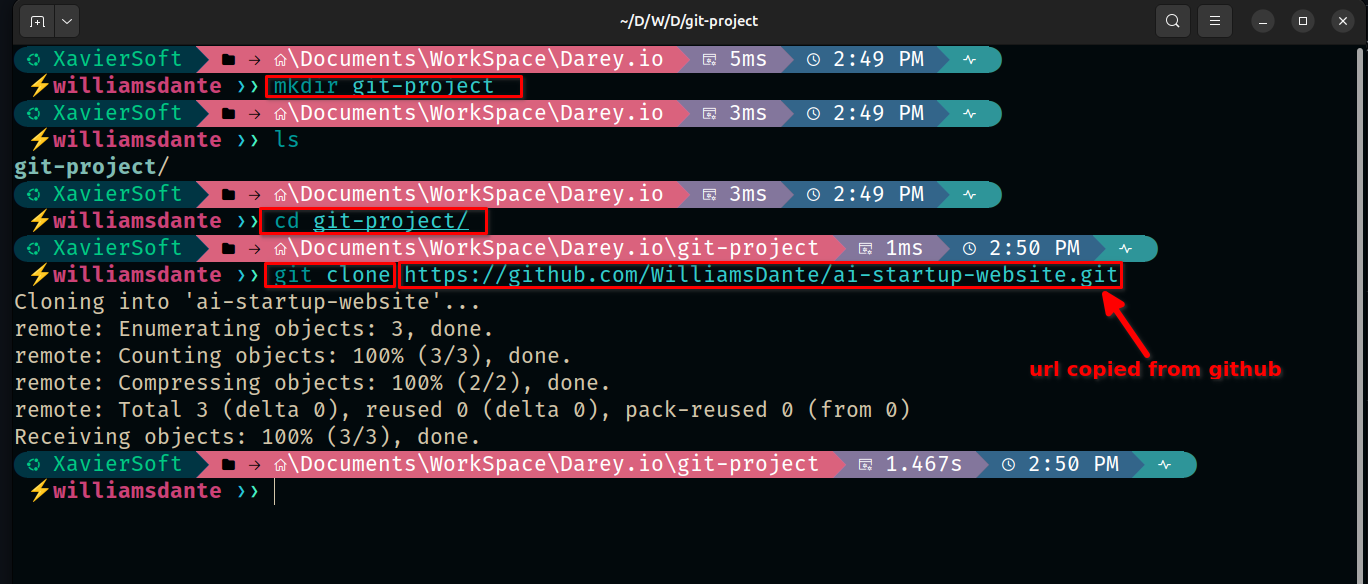 ~/D/W/D/git-project
XavierSoft → \Documents\WorkSpace\Darey.io 5ms 2:49 PM
⚡williamsdante ❯❯ mkdir git-project
XavierSoft → \Documents\WorkSpace\Darey.io 3ms 2:49 PM
⚡williamsdante ❯❯ ls
git-project/
XavierSoft → \Documents\WorkSpace\Darey.io 3ms 2:49 PM
⚡williamsdante ❯❯ cd git-project/
XavierSoft → \Documents\WorkSpace\Darey.io\git-project 1ms 2:50 PM
⚡williamsdante ❯❯ git clone https://github.com/WilliamsDante/ai-startup-website.git
Cloning into 'ai-startup-website'...
remote: Enumerating objects: 3, done.
remote: Counting objects: 100% (3/3), done.
url copied from github
remote: Compressing objects: 100% (2/2), done.
remote: Total 3 (delta 0), reused 0 (delta 0), pack-reused 0 (from 0)
Receiving objects: 100% (3/3), done.
XavierSoft → \Documents\WorkSpace\Darey.io\git-project 1.467s 2:50 PM
⚡williamsdante ❯❯